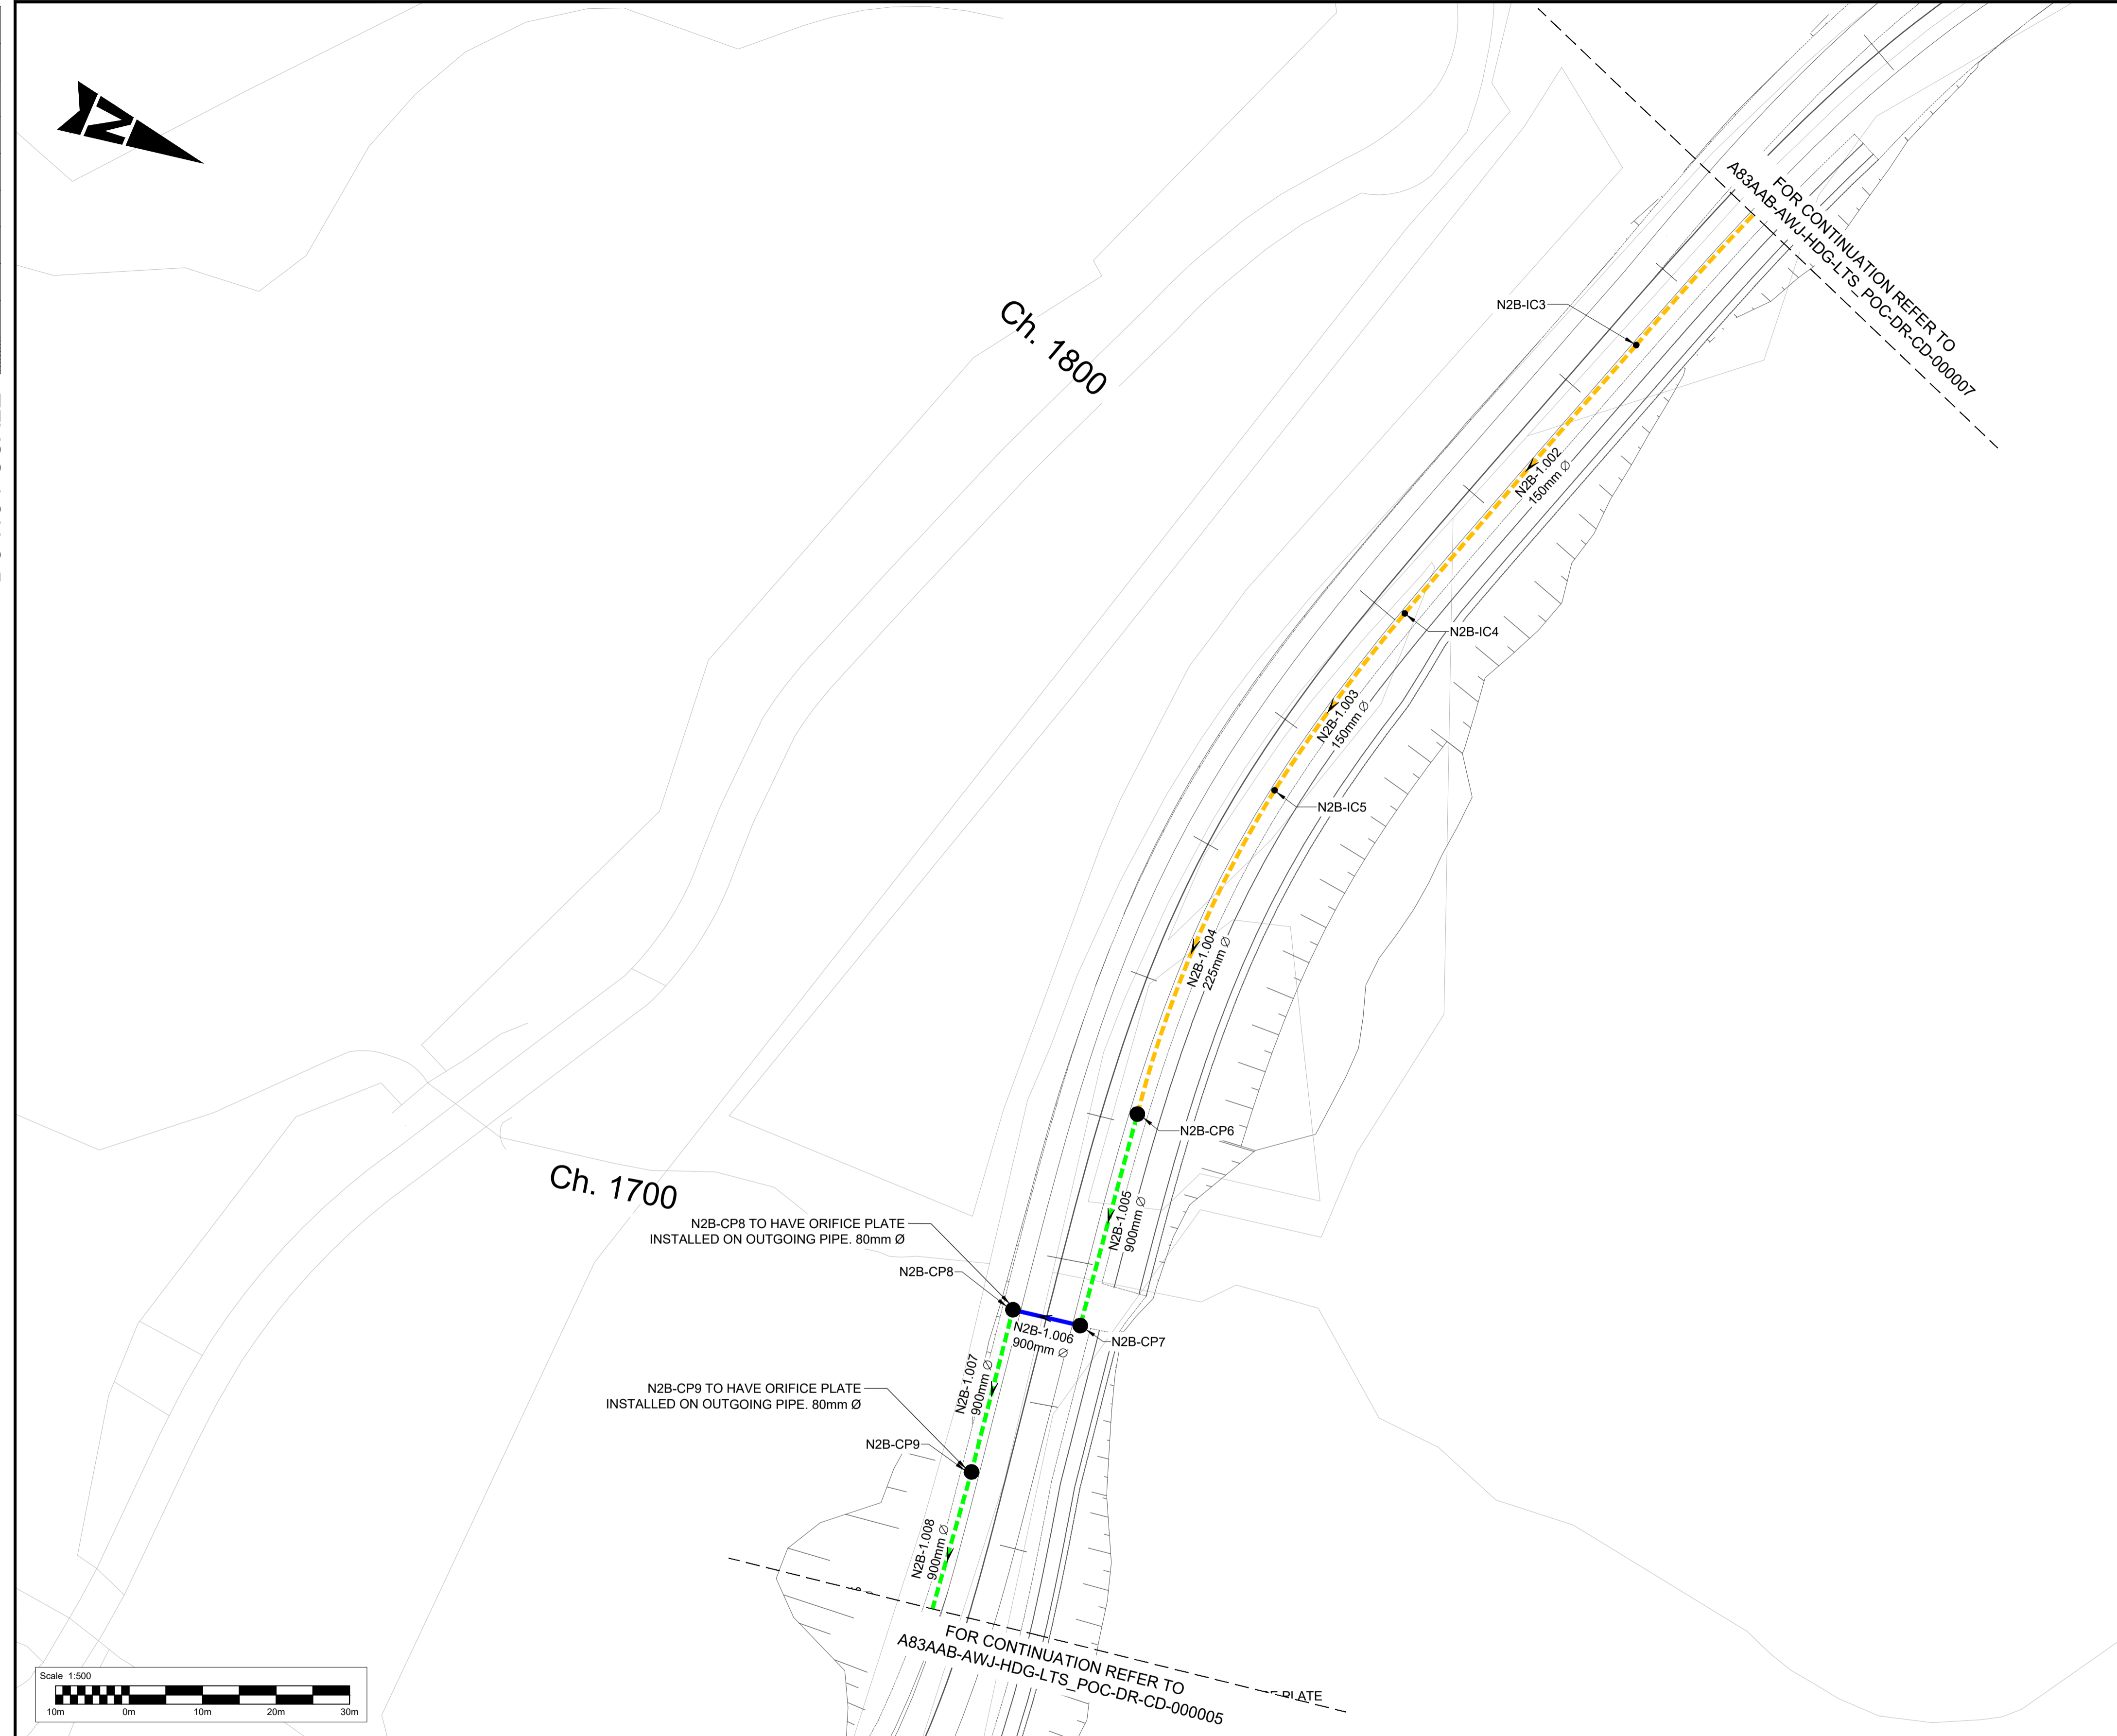 N
FOR CONTINUATION REFER TO
A83AAB-AWJ-HDG-LTS_POC-DR-CD-000007
N2B-IC3
Ch. 1800
N2B-1.002
150mm Ø
N2B-IC4
N2B-1.003
150mm Ø
N2B-IC5
N2B-1.004
225mm Ø
N2B-CP6
Ch. 1700
N2B-1.005
900mm Ø
N2B-CP8 TO HAVE ORIFICE PLATE
INSTALLED ON OUTGOING PIPE. 80mm Ø
N2B-CP8
N2B-1.006
900mm Ø
N2B-CP7
N2B-1.007
900mm Ø
N2B-CP9 TO HAVE ORIFICE PLATE
INSTALLED ON OUTGOING PIPE. 80mm Ø
N2B-CP9
N2B-1.008
900mm Ø
FOR CONTINUATION REFER TO
A83AAB-AWJ-HDG-LTS_POC-DR-CD-000005
PLATE
Scale 1:500
10m 0m 10m 20m 30m